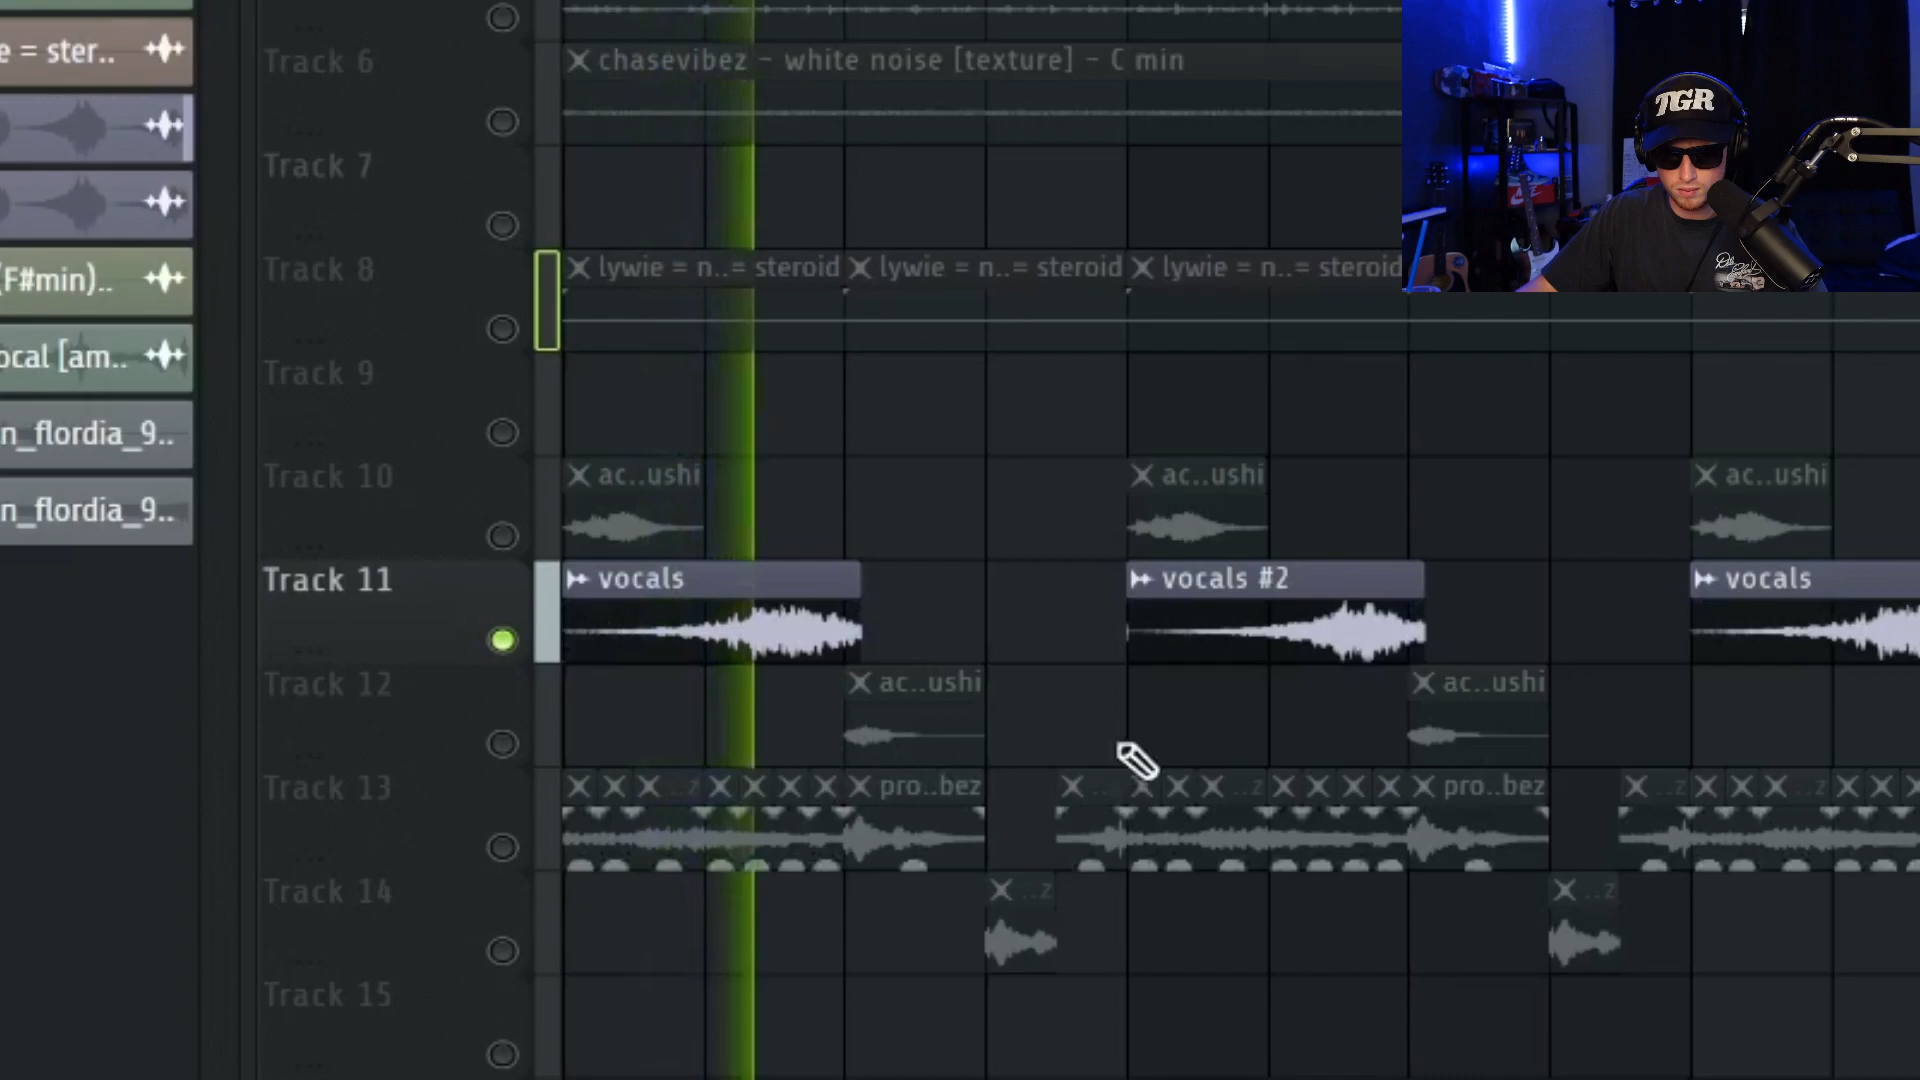 e = ster..
(F#min)..
ocal [am..
n_flordia_9..
n_flordia_9..
Track 6
chasevibez - white noise [texture] - C min
Track 7
Track 8
lywie = n..= steroid
lywie = n..= steroid
lywie = n..= steroid
Track 9
Track 10
ac..ushi
ac..ushi
ac..ushi
Track 11
vocals
vocals #2
vocals
Track 12
ac..ushi
ac..ushi
Track 13
..z
pro..bez
..
..z
pro..bez
..z
..z
Track 14
..z
..z
Track 15
TGR